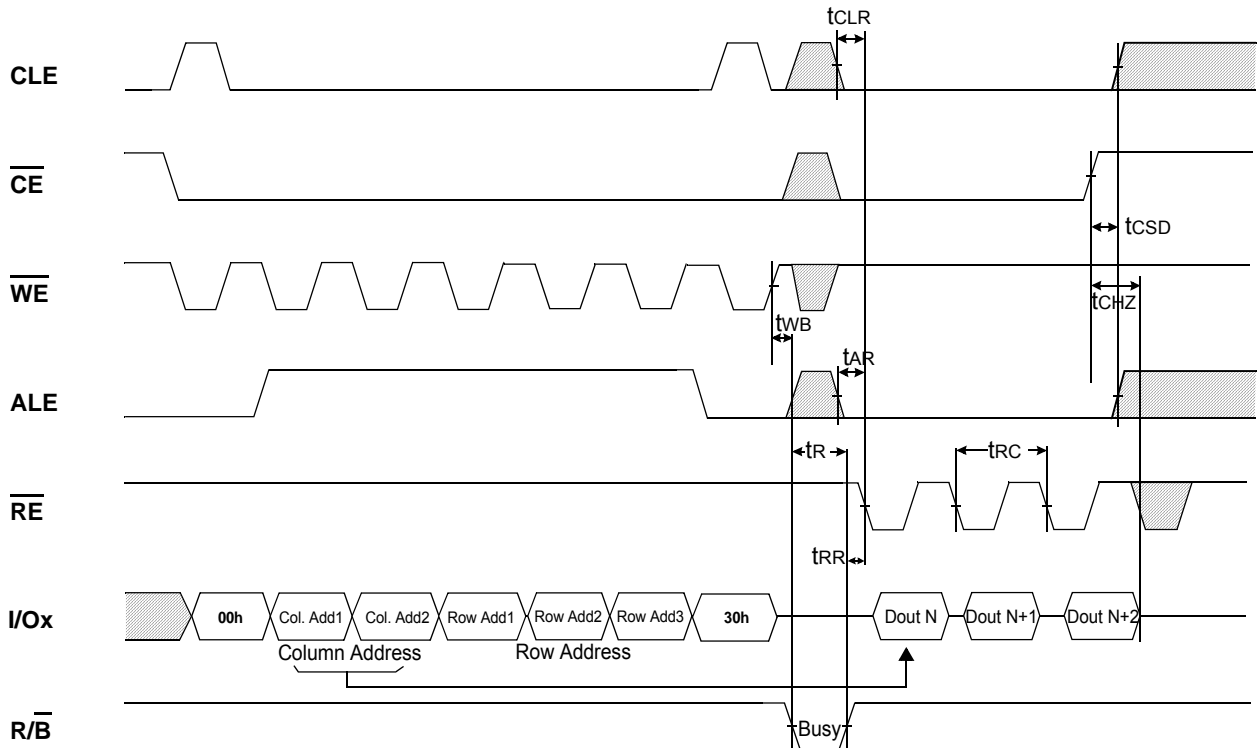 tCLR
CLE
CE
tCSD
WE
tCHZ
tWB
tAR
ALE
tR
tRC
RE
tRR
I/Ox
00h Col. Add1 Col. Add2 Row Add1 Row Add2 Row Add3 30h Dout N Dout N+1 Dout N+2
Column Address Row Address
R/B Busy